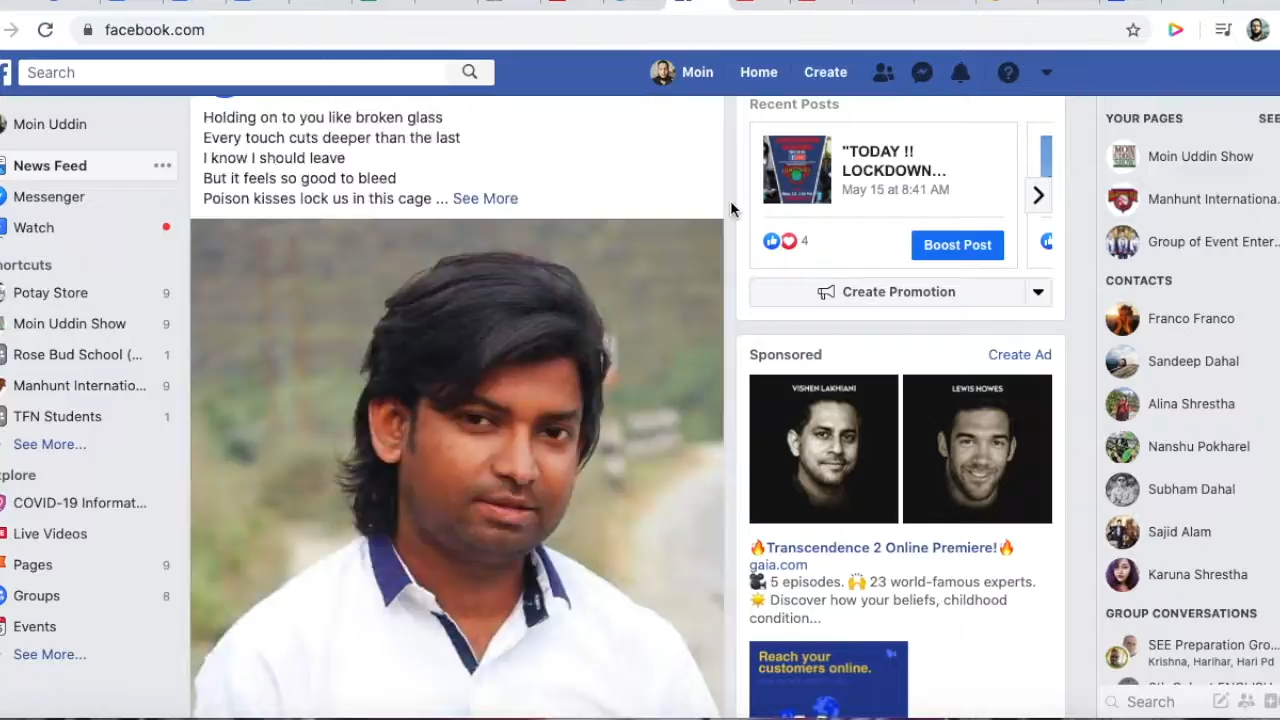 facebook.com
Search
Moin
Home
Create
Moin Uddin
News Feed
Messenger
Watch
Potay Store 9
Moin Uddin Show 9
Rose Bud School (... 1
Manhunt Internatio... 9
TFN Students 1
See More...
COVID-19 Informat...
Live Videos
Pages 9
Groups 8
Events
See More...
Holding on to you like broken glass
Every touch cuts deeper than the last
I know I should leave
But it feels so good to bleed
Poison kisses lock us in this cage ... See More
Recent Posts
"TODAY !!
LOCKDOWN...
May 15 at 8:41 AM
4
Boost Post
Create Promotion
Sponsored
Create Ad
VISHEN LAKHIANI
LEWIS HOWES
🔥Transcendence 2 Online Premiere!🔥
gaia.com
🎥 5 episodes. 🙌 23 world-famous experts.
☀️ Discover how your beliefs, childhood
condition...
Reach your
customers online.
YOUR PAGES
Moin Uddin Show
Manhunt Internationa...
Group of Event Enter...
CONTACTS
Franco Franco
Sandeep Dahal
Alina Shrestha
Nanshu Pokharel
Subham Dahal
Sajid Alam
Karuna Shrestha
GROUP CONVERSATIONS
SEE Preparation Gro...
Krishna, Harihar, Hari Pd
Search